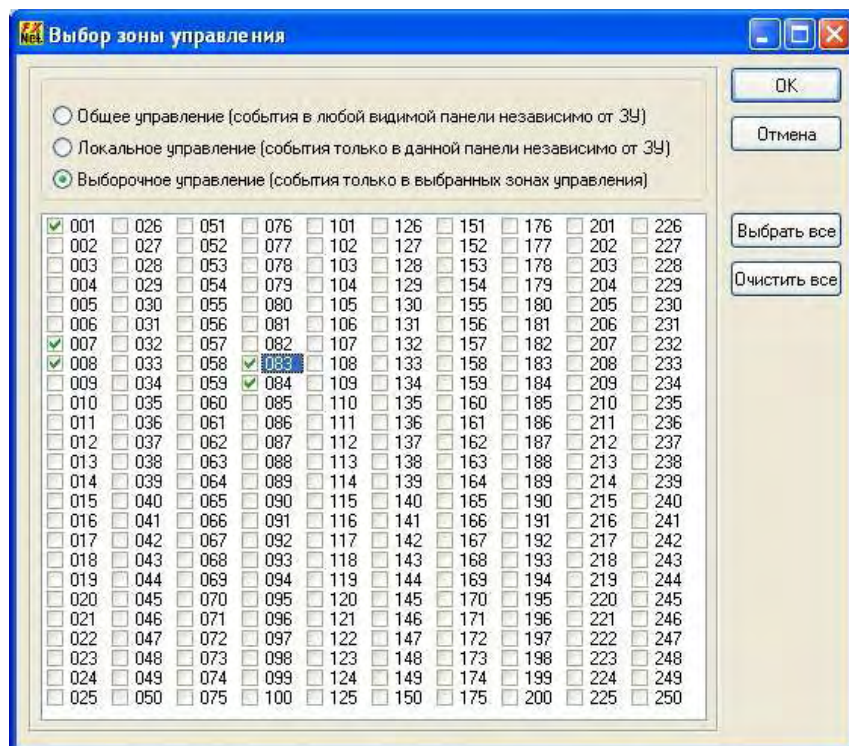 FX Net Выбор зоны управления
OK
Общее управление (события в любой видимой панели независимо от ЗУ)
Отмена
Локальное управление (события только в данной панели независимо от ЗУ)
Выборочное управление (события только в выбранных зонах управления)
001 026 051 076 101 126 151 176 201 226
Выбрать все
002 027 052 077 102 127 152 177 202 227
003 028 053 078 103 128 153 178 203 228
Очистить все
004 029 054 079 104 129 154 179 204 229
005 030 055 080 105 130 155 180 205 230
006 031 056 081 106 131 156 181 206 231
007 032 057 082 107 132 157 182 207 232
008 033 058 083 108 133 158 183 208 233
009 034 059 084 109 134 159 184 209 234
010 035 060 085 110 135 160 185 210 235
011 036 061 086 111 136 161 186 211 236
012 037 062 087 112 137 162 187 212 237
013 038 063 088 113 138 163 188 213 238
014 039 064 089 114 139 164 189 214 239
015 040 065 090 115 140 165 190 215 240
016 041 066 091 116 141 166 191 216 241
017 042 067 092 117 142 167 192 217 242
018 043 068 093 118 143 168 193 218 243
019 044 069 094 119 144 169 194 219 244
020 045 070 095 120 145 170 195 220 245
021 046 071 096 121 146 171 196 221 246
022 047 072 097 122 147 172 197 222 247
023 048 073 098 123 148 173 198 223 248
024 049 074 099 124 149 174 199 224 249
025 050 075 100 125 150 175 200 225 250